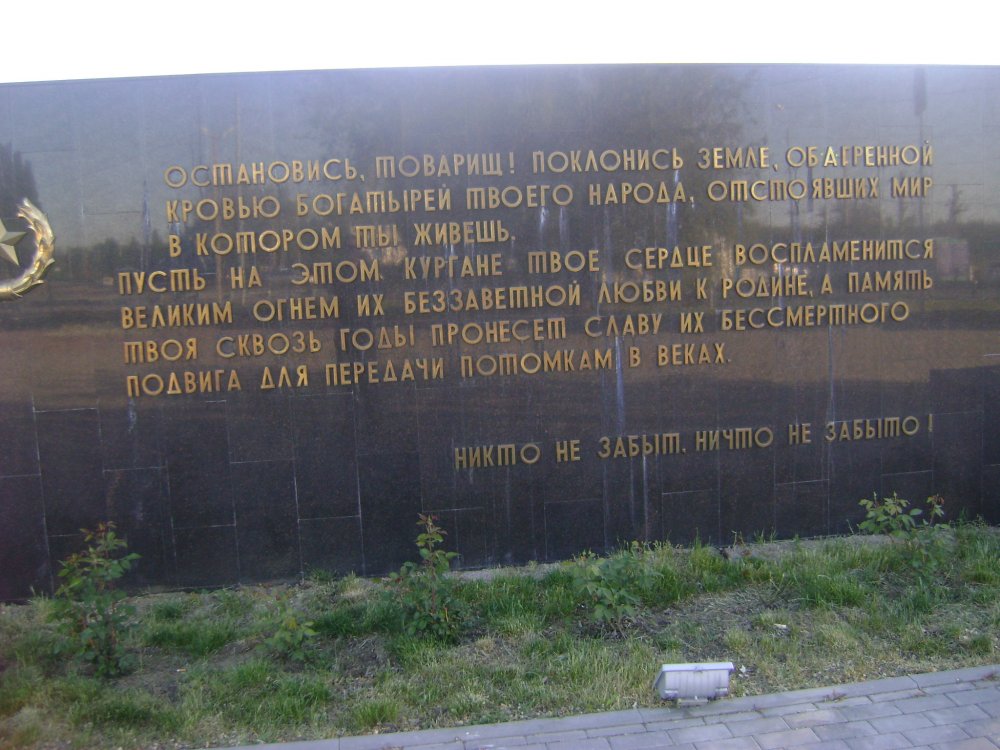 ОСТАНОВИСЬ, ТОВАРИЩ! ПОКЛОНИСЬ ЗЕМЛЕ, ОБАГРЕННОЙ
КРОВЬЮ БОГАТЫРЕЙ ТВОЕГО НАРОДА, ОТСТОЯВШИХ МИР
В КОТОРОМ ТЫ ЖИВЕШЬ.
ПУСТЬ НА ЭТОМ КУРГАНЕ ТВОЕ СЕРДЦЕ ВОСПЛАМЕНИТСЯ
ВЕЛИКИМ ОГНЕМ ИХ БЕЗЗАВЕТНОЙ ЛЮБВИ К РОДИНЕ, А ПАМЯТЬ
ТВОЯ СКВОЗЬ ГОДЫ ПРОНЕСЕТ СЛАВУ ИХ БЕССМЕРТНОГО
ПОДВИГА ДЛЯ ПЕРЕДАЧИ ПОТОМКАМ В ВЕКАХ.
НИКТО НЕ ЗАБЫТ, НИЧТО НЕ ЗАБЫТО!